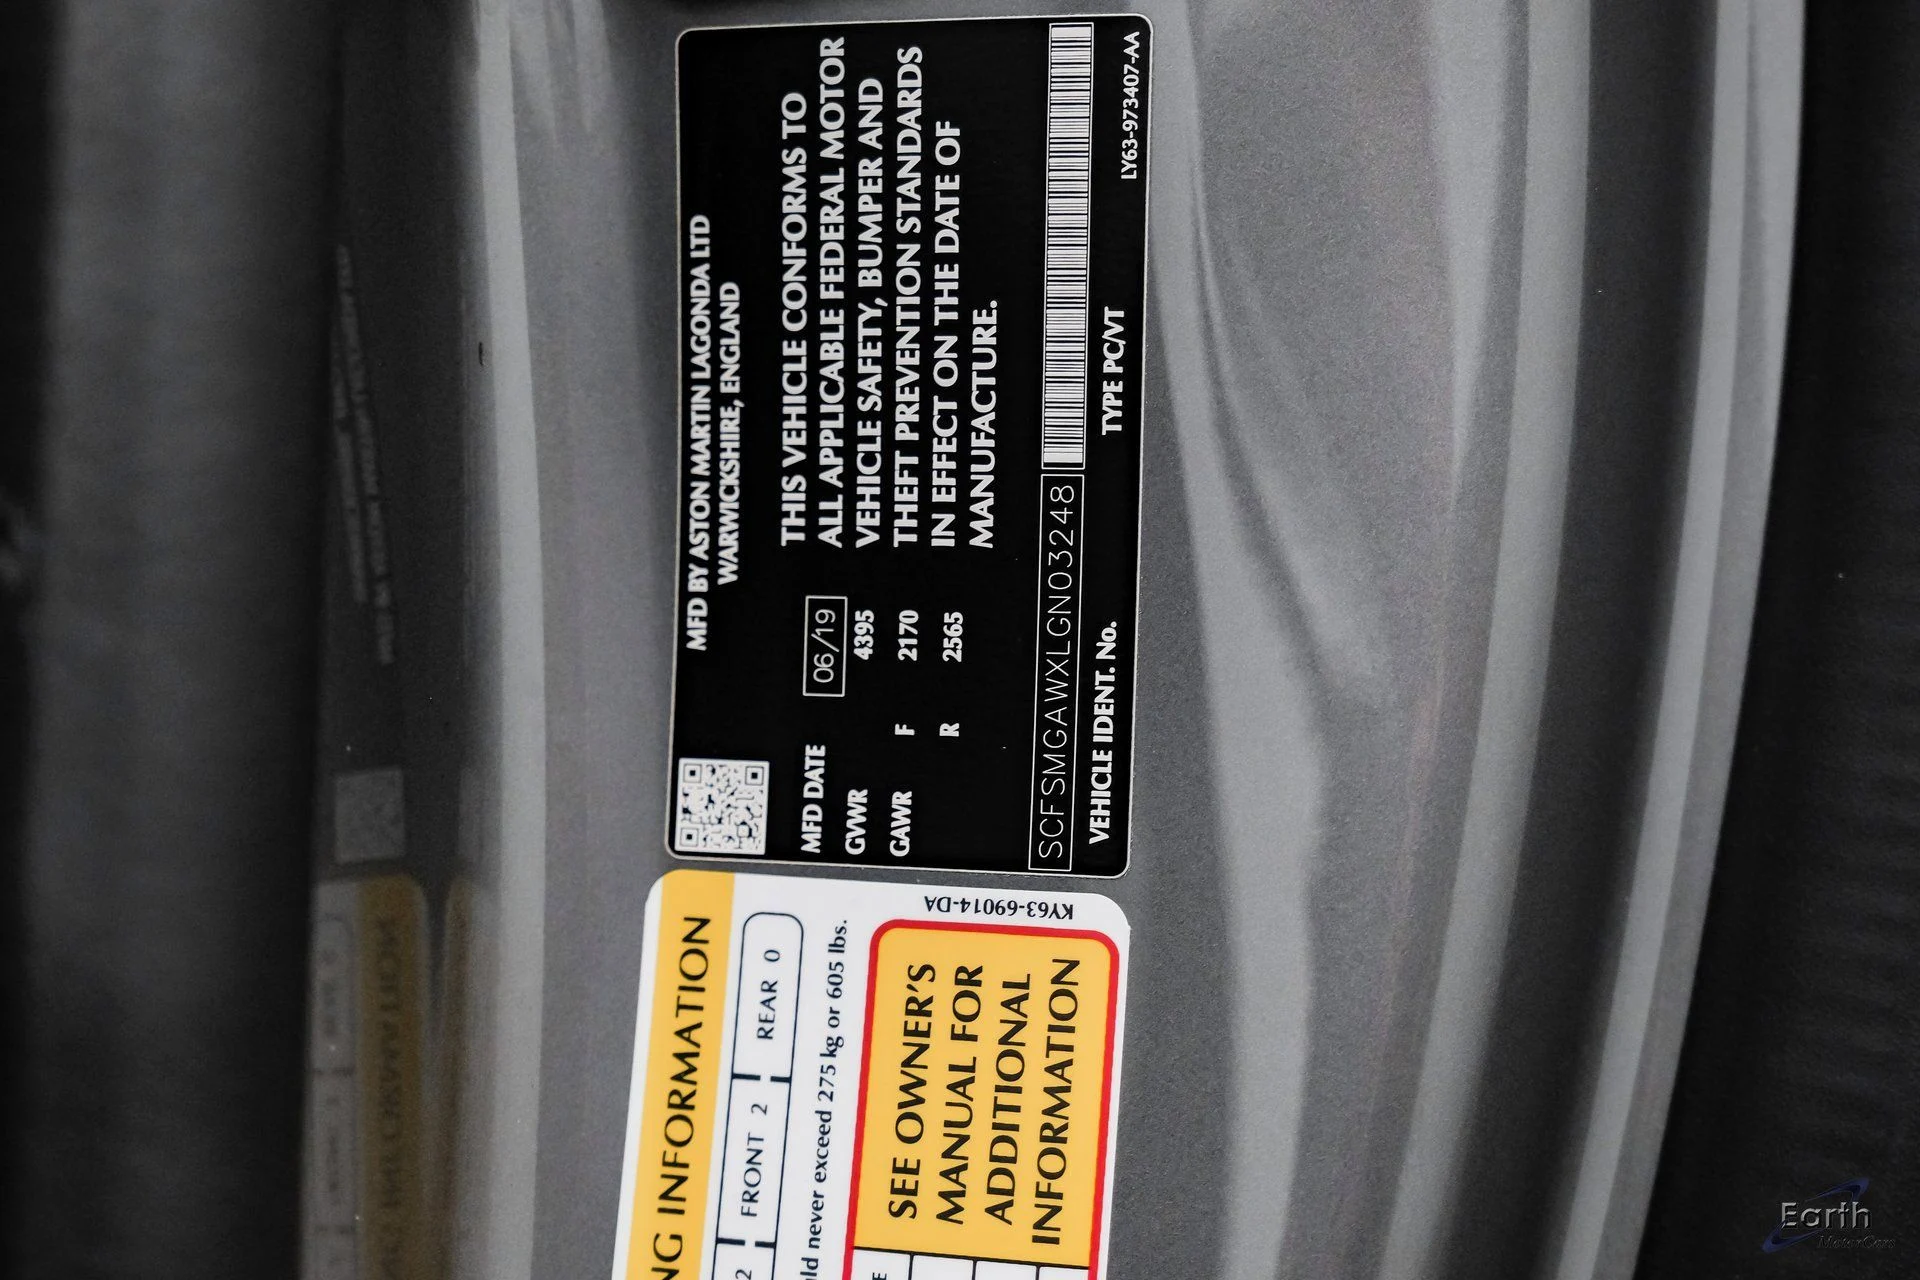 MFD BY ASTON MARTIN LAGONDA LTD
WARWICKSHIRE, ENGLAND
MFD DATE 06/19
GVWR 4395
GAWR F 2170
R 2565
THIS VEHICLE CONFORMS TO
ALL APPLICABLE FEDERAL MOTOR
VEHICLE SAFETY, BUMPER AND
THEFT PREVENTION STANDARDS
IN EFFECT ON THE DATE OF
MANUFACTURE.
SCFSMGAWXLGN03248
VEHICLE IDENT. No. TYPE PC/VT LY63-973407-AA
NG INFORMATION
2 FRONT 2 REAR 0
uld never exceed 275 kg or 605 lbs.
KY63-69014-DA
SEE OWNER'S
MANUAL FOR
ADDITIONAL
INFORMATION
E
Earth
MotorCars